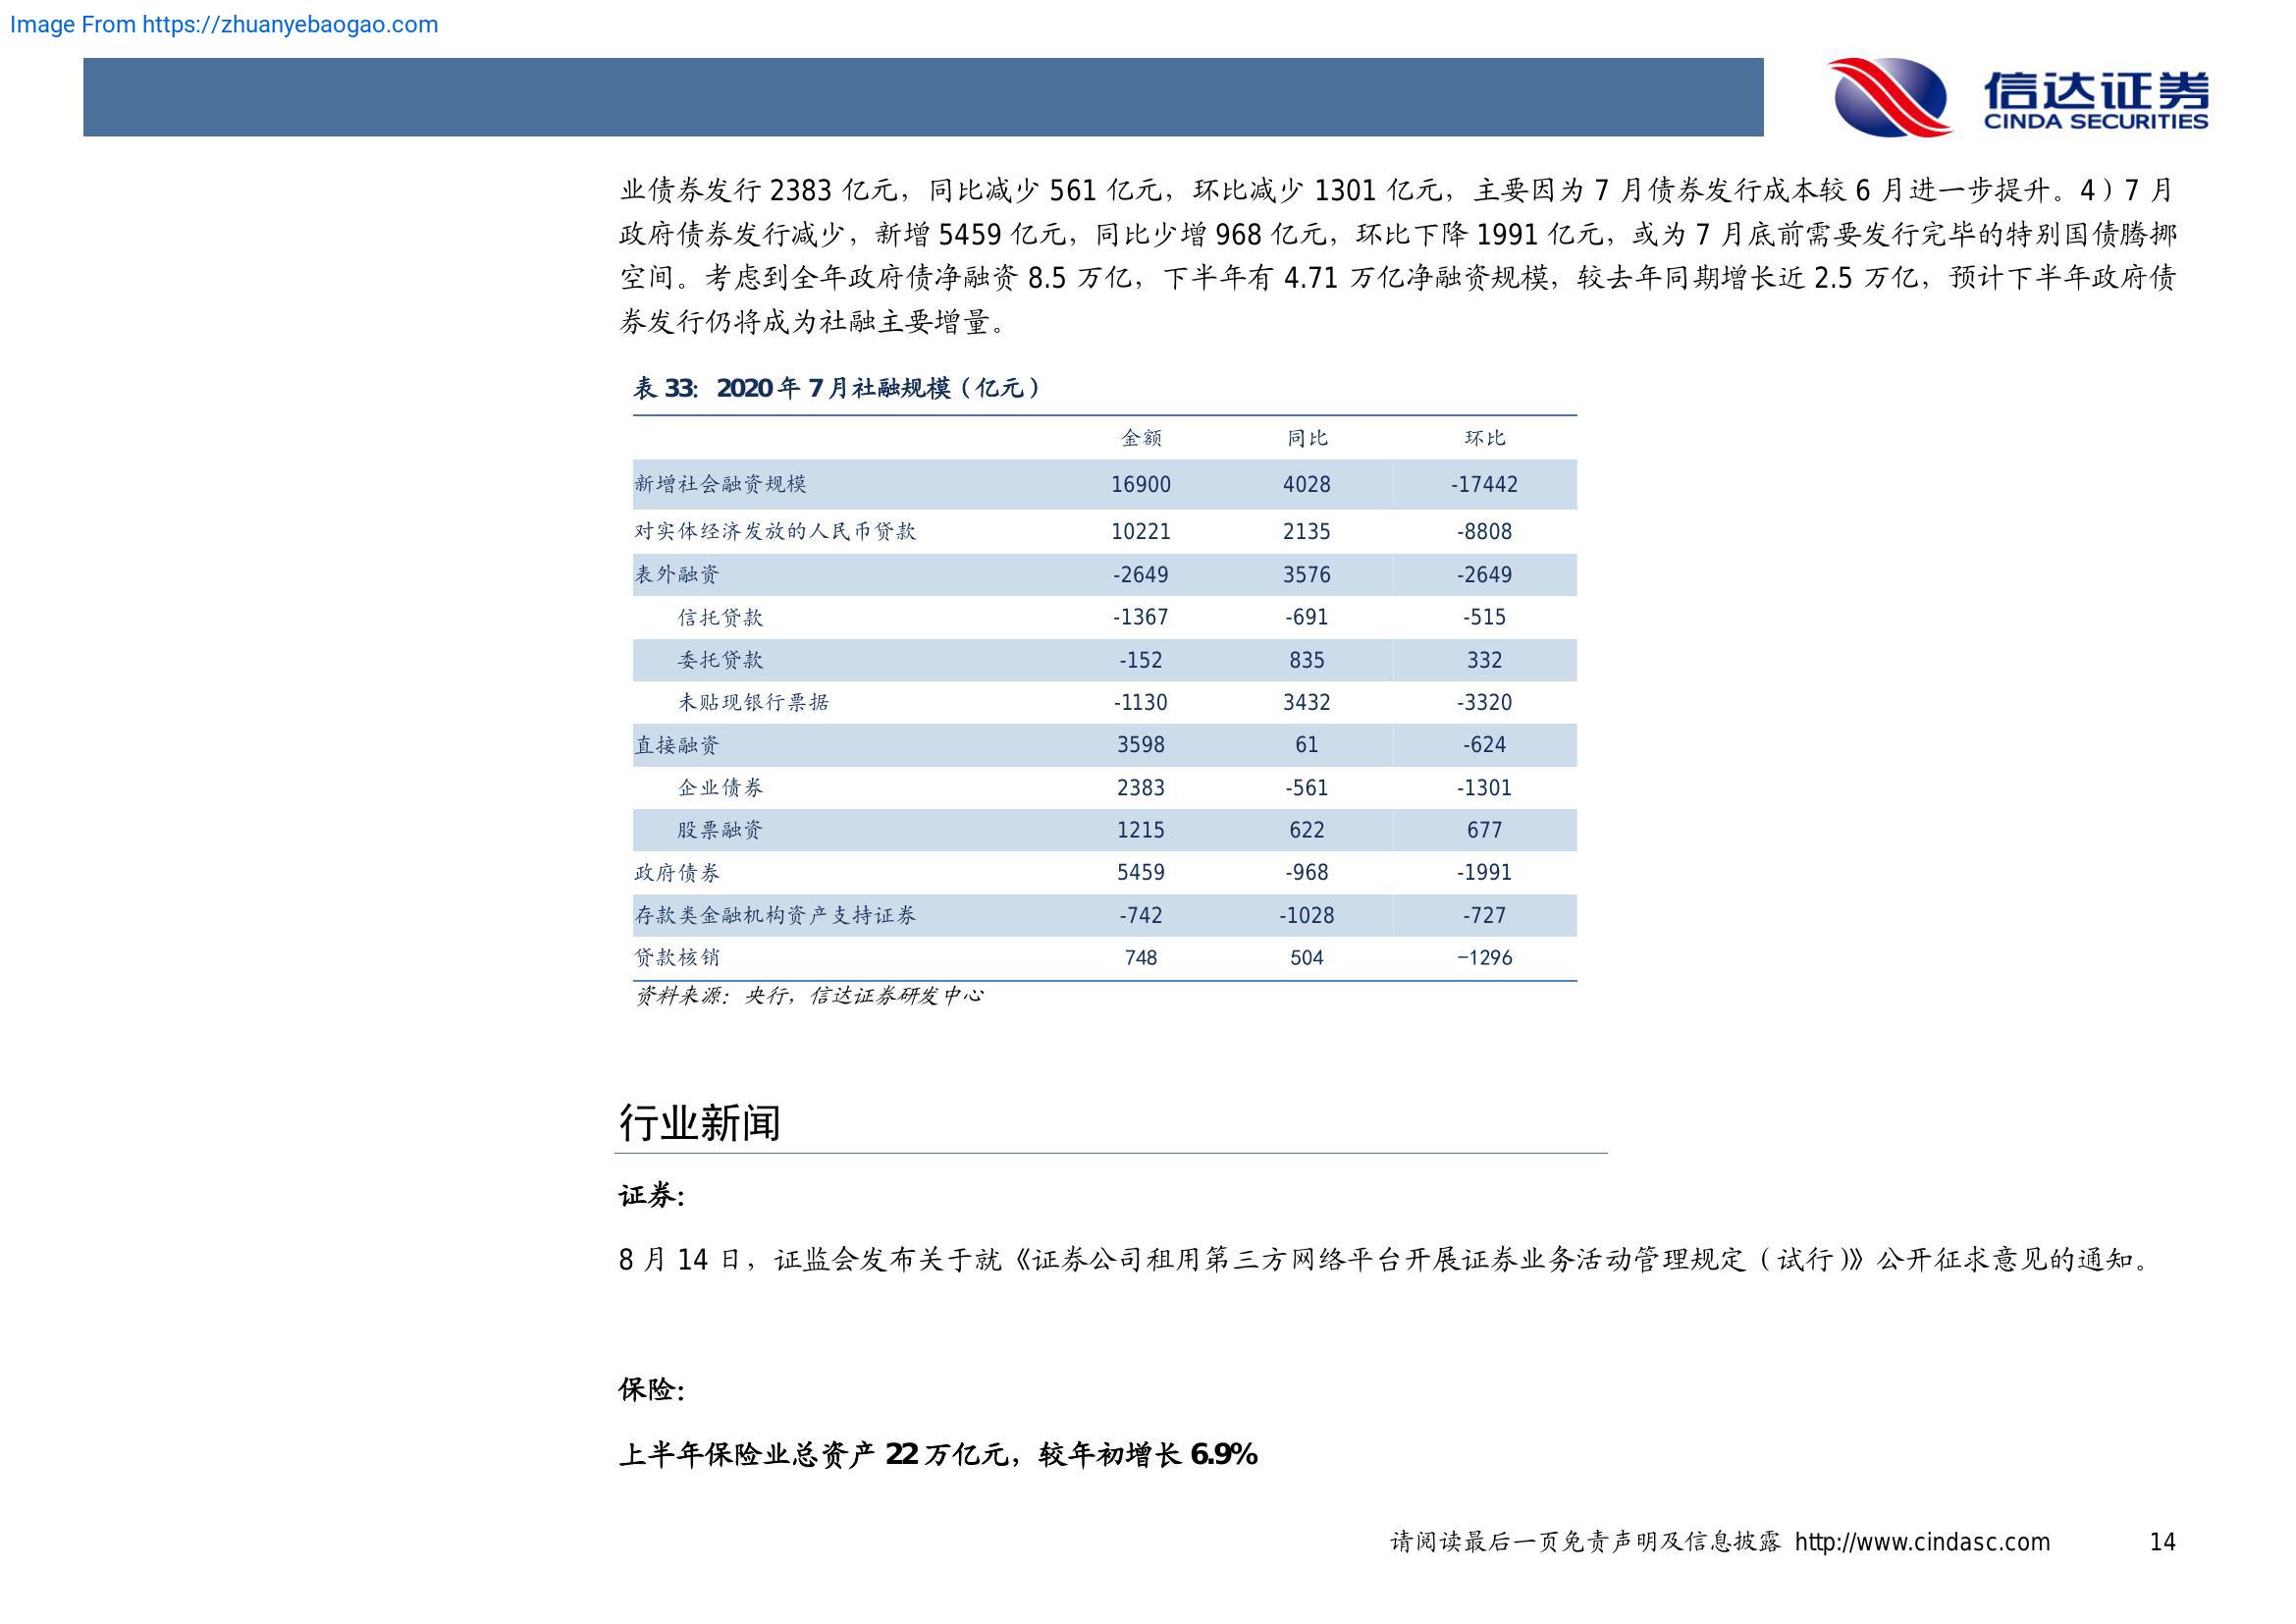 Image From https://zhuanyebaogao.com
信达证券
CINDA SECURITIES
业债券发行 2383 亿元，同比减少 561 亿元，环比减少 1301 亿元，主要因为 7 月债券发行成本较 6 月进一步提升。4）7 月
政府债券发行减少，新增 5459 亿元，同比少增 968 亿元，环比下降 1991 亿元，或为 7 月底前需要发行完毕的特别国债腾挪
空间。考虑到全年政府债净融资 8.5 万亿，下半年有 4.71 万亿净融资规模，较去年同期增长近 2.5 万亿，预计下半年政府债
券发行仍将成为社融主要增量。
表 33：2020 年 7 月社融规模（亿元）
金额 同比 环比
新增社会融资规模 16900 4028 -17442
对实体经济发放的人民币贷款 10221 2135 -8808
表外融资 -2649 3576 -2649
信托贷款 -1367 -691 -515
委托贷款 -152 835 332
未贴现银行票据 -1130 3432 -3320
直接融资 3598 61 -624
企业债券 2383 -561 -1301
股票融资 1215 622 677
政府债券 5459 -968 -1991
存款类金融机构资产支持证券 -742 -1028 -727
贷款核销 748 504 −1296
资料来源：央行，信达证券研发中心
行业新闻
证券：
8 月 14 日，证监会发布关于就《证券公司租用第三方网络平台开展证券业务活动管理规定（试行）》公开征求意见的通知。
保险：
上半年保险业总资产 22 万亿元，较年初增长 6.9%
请阅读最后一页免责声明及信息披露 http://www.cindasc.com 14